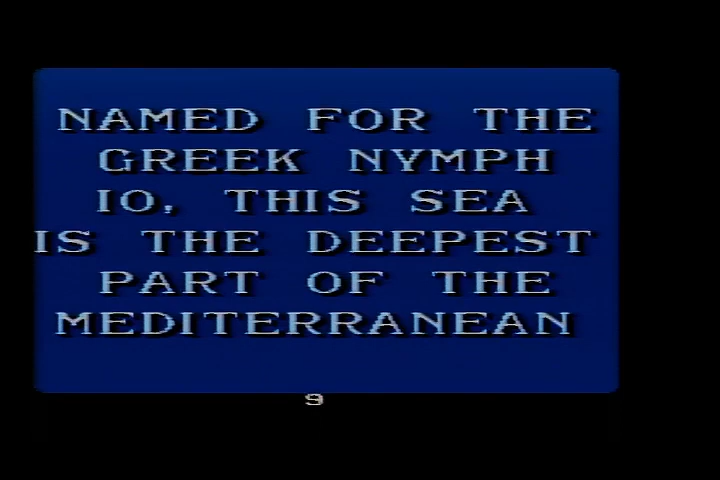 NAMED FOR THE
GREEK NYMPH
IO, THIS SEA
IS THE DEEPEST
PART OF THE
MEDITERRANEAN
9